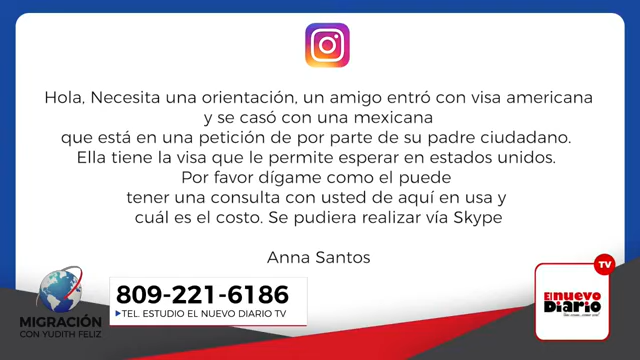 Hola, Necesita una orientación, un amigo entró con visa americana
y se casó con una mexicana
que está en una petición de por parte de su padre ciudadano.
Ella tiene la visa que le permite esperar en estados unidos.
Por favor dígame como el puede
tener una consulta con usted de aquí en usa y
cuál es el costo. Se pudiera realizar vía Skype
Anna Santos
809-221-6186
TEL. ESTUDIO EL NUEVO DIARIO TV
MIGRACIÓN
CON YUDITH FELIZ
TV
El nuevo
Diario